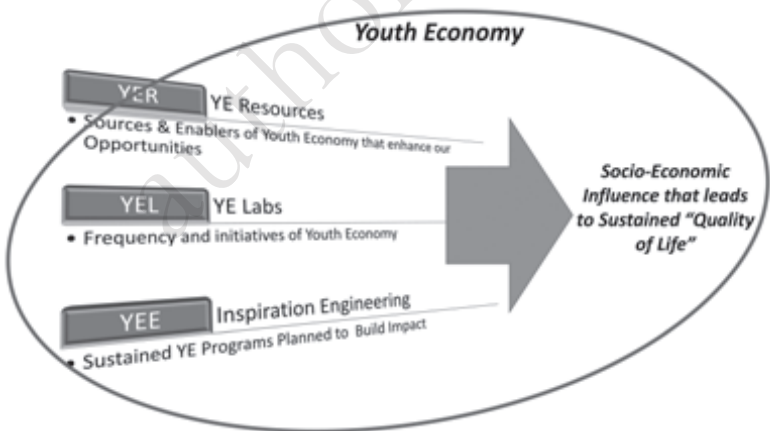 Youth Economy
YER
YE Resources
• Sources & Enablers of Youth Economy that enhance our
Opportunities
YEL
YE Labs
• Frequency and initiatives of Youth Economy
YEE
Inspiration Engineering
• Sustained YE Programs Planned to Build Impact
Socio-Economic
Influence that leads
to Sustained “Quality
of Life”